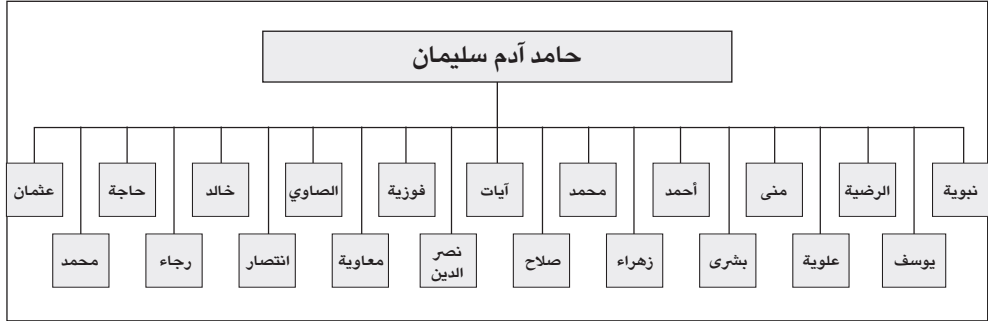 حامد آدم سليمان
نبوية
الرضية
منى
أحمد
محمد
آيات
فوزية
الصاوي
خالد
حاجة
عثمان
يوسف
علوية
بشرى
زهراء
صلاح
نصر
الدين
معاوية
انتصار
رجاء
محمد